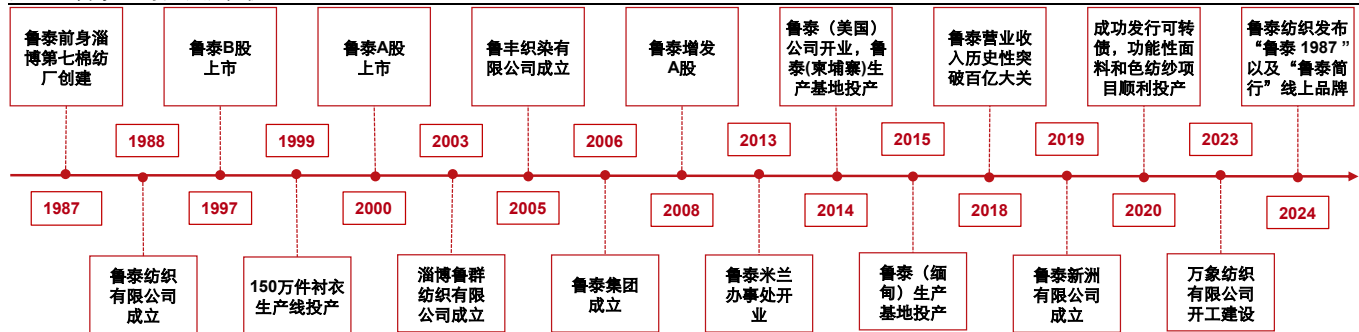 鲁泰前身淄
博第七棉纺
厂创建
鲁泰B股
上市
鲁泰A股
上市
鲁丰织染有
限公司成立
鲁泰增发
A股
鲁泰（美国）
公司开业，鲁
泰(柬埔寨)生
产基地投产
鲁泰营业收
入历史性突
破百亿大关
成功发行可转
债，功能性面
料和色纺纱项
目顺利投产
鲁泰纺织发布
“鲁泰 1987 ”
以及“鲁泰简
行”线上品牌
1988
1999
2003
2006
2013
2015
2019
2023
1987
1997
2000
2005
2008
2014
2018
2020
2024
鲁泰纺织
有限公司
成立
150万件衬衣
生产线投产
淄博鲁群
纺织有限
公司成立
鲁泰集团
成立
鲁泰米兰
办事处开
业
鲁泰（缅
甸）生产
基地投产
鲁泰新洲
有限公司
成立
万象纺织
有限公司
开工建设